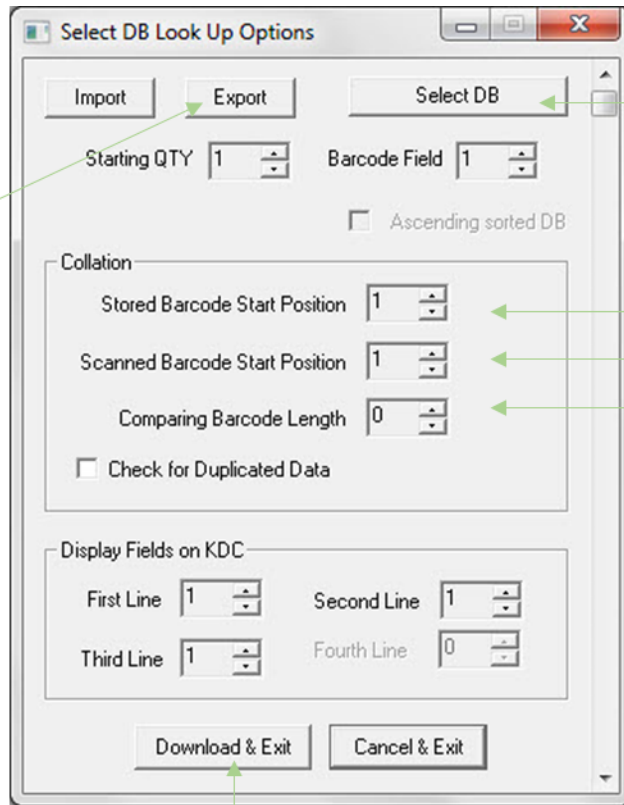 Select DB Look Up Options
Import Export Select DB
Starting QTY 1 Barcode Field 1
Ascending sorted DB
Collation
Stored Barcode Start Position 1
Scanned Barcode Start Position 1
Comparing Barcode Length 0
Check for Duplicated Data
Display Fields on KDC
First Line 1 Second Line 1
Third Line 1 Fourth Line 0
Download & Exit Cancel & Exit